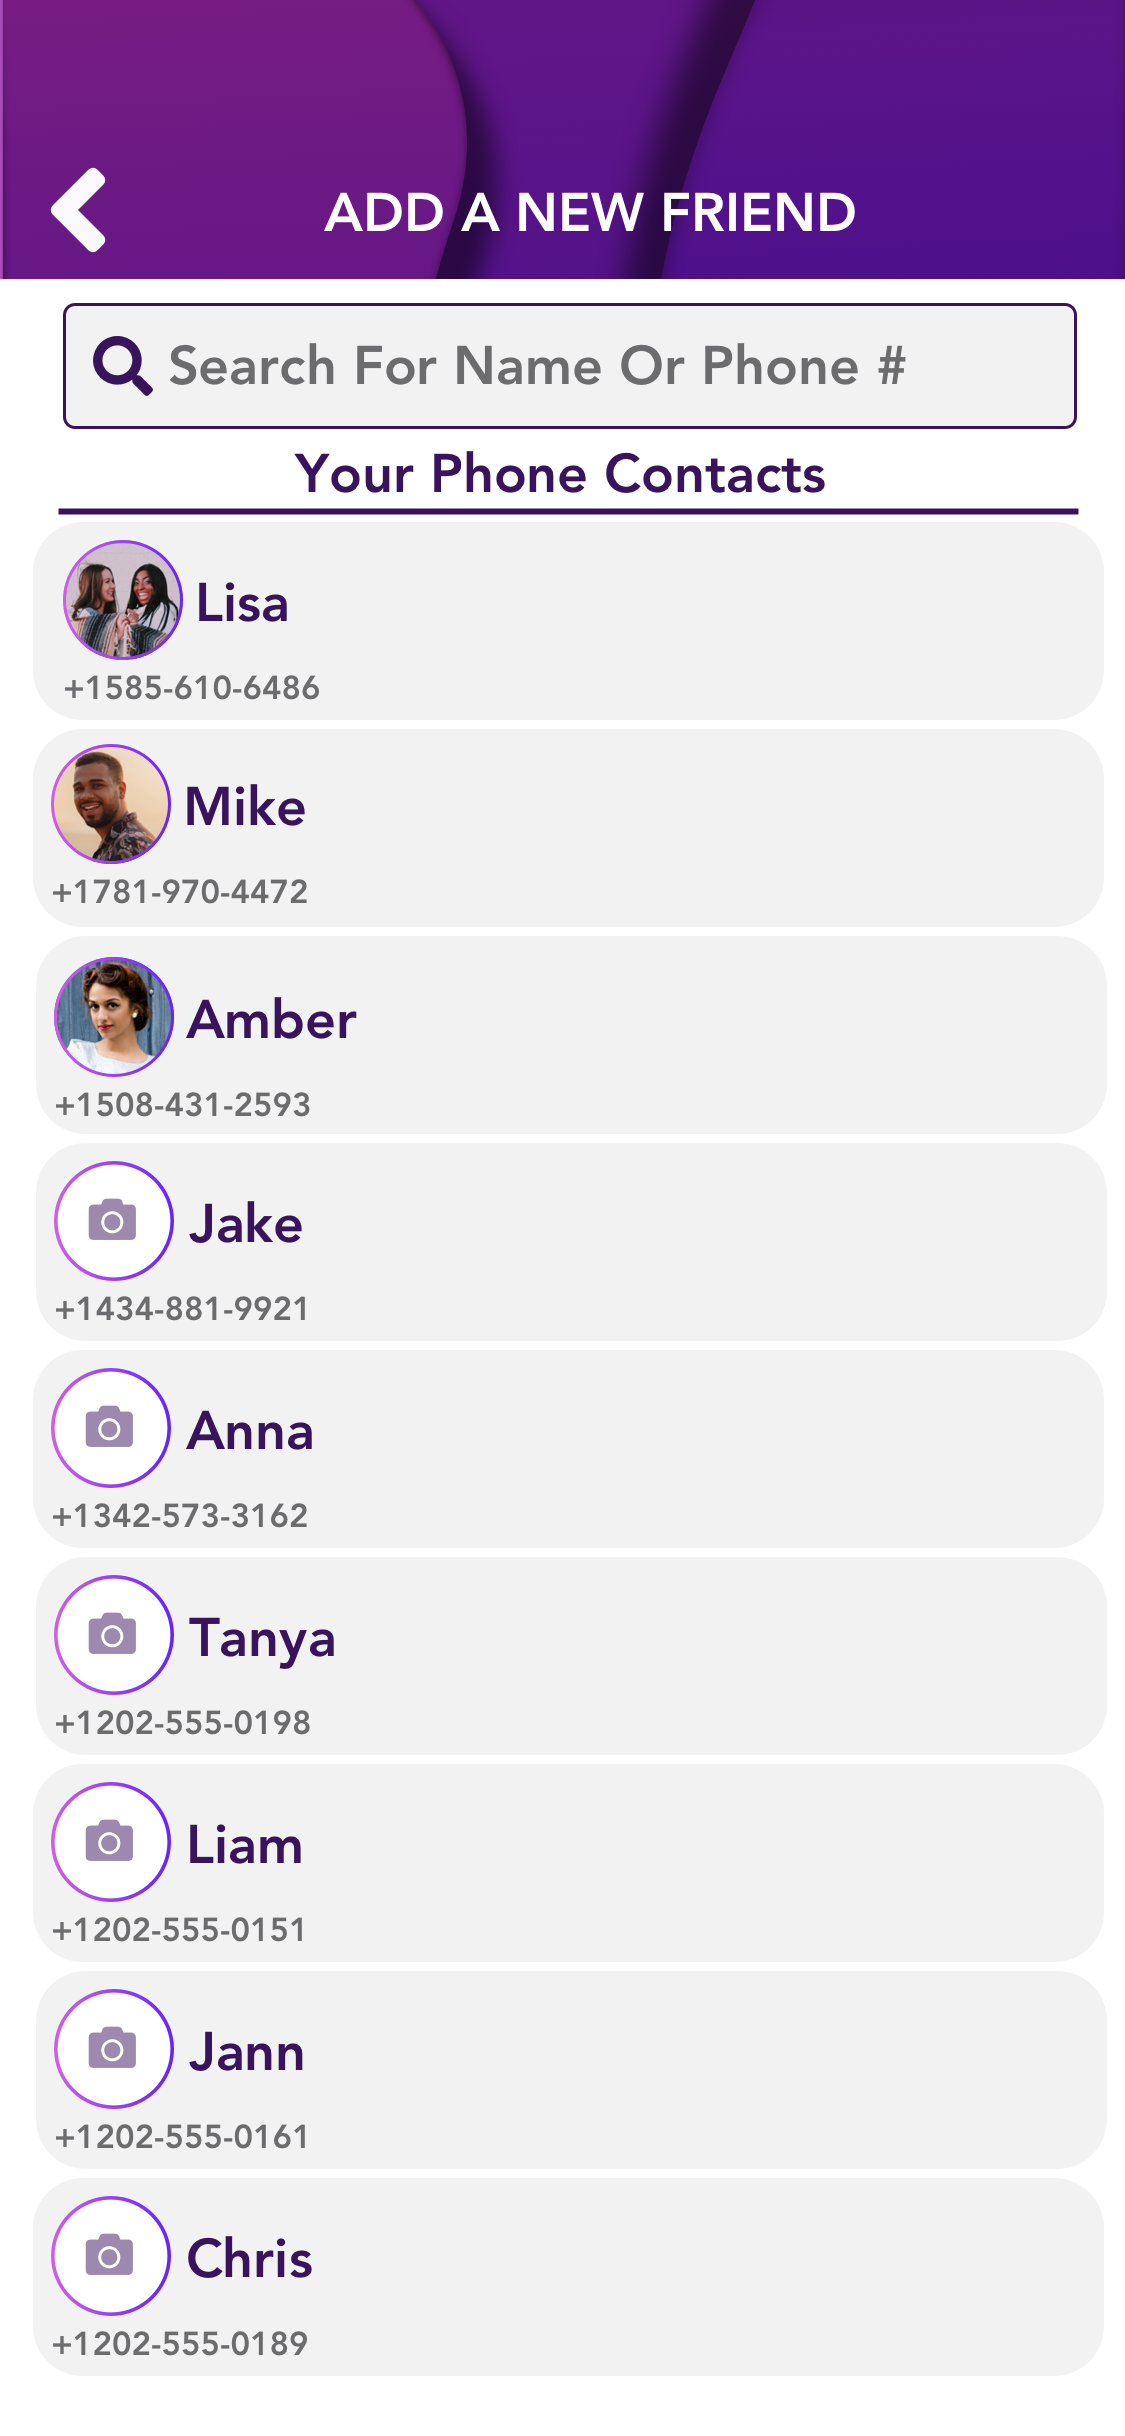 ADD A NEW FRIEND
Search For Name Or Phone #
Your Phone Contacts
Lisa
+1585-610-6486
Mike
+1781-970-4472
Amber
+1508-431-2593
Jake
+1434-881-9921
Anna
+1342-573-3162
Tanya
+1202-555-0198
Liam
+1202-555-0151
Jann
+1202-555-0161
Chris
+1202-555-0189